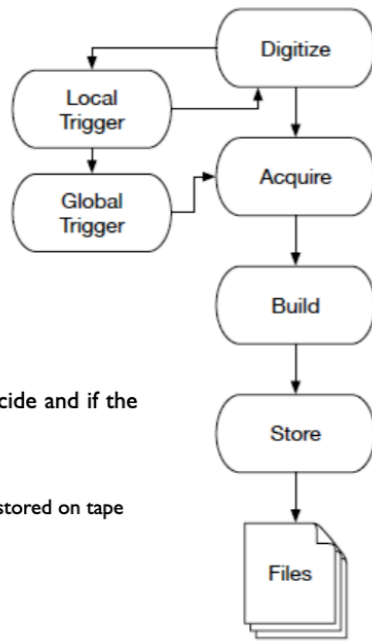 Digitize
Local
Trigger
Global
Trigger
Acquire
Build
cide and if the
Store
stored on tape
Files